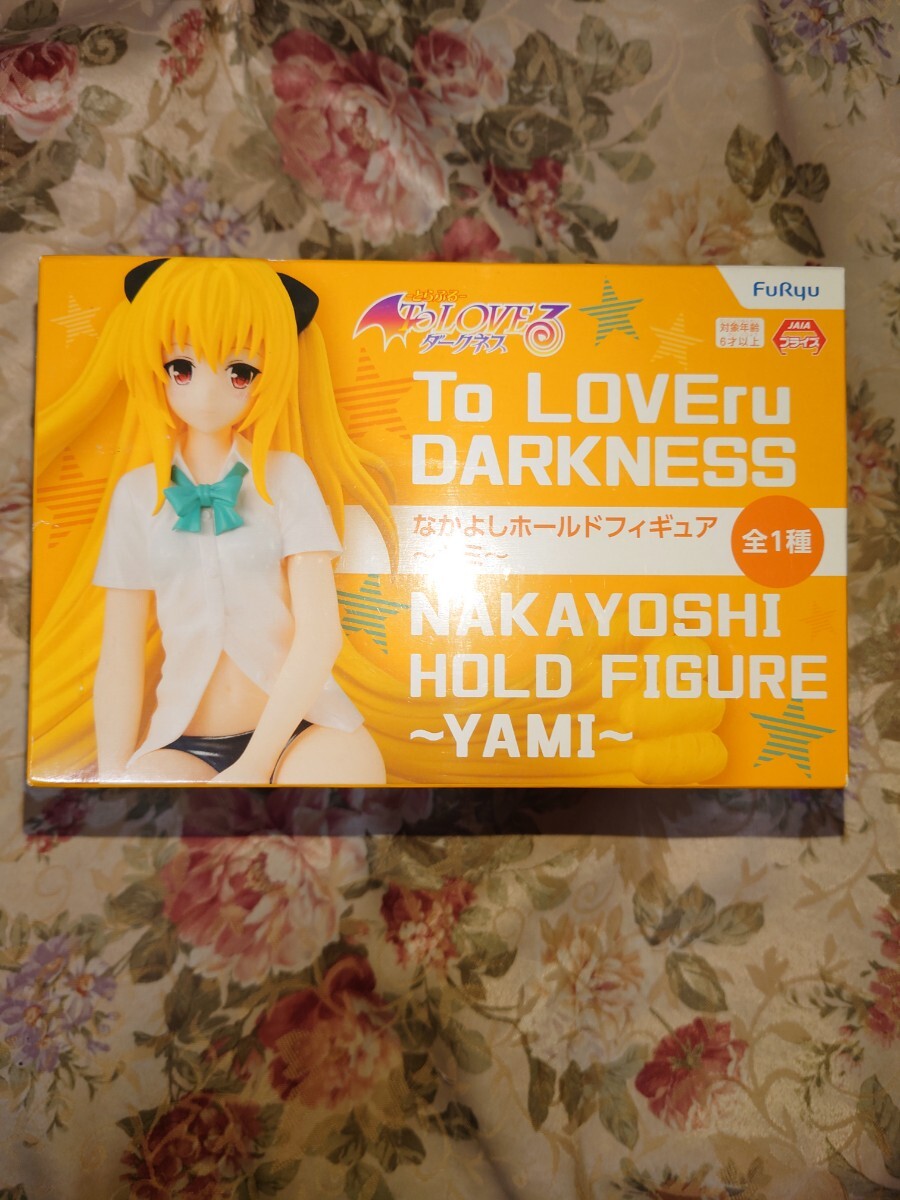 FuRyu
-とらぶる-
To LOVEる
ダークネス
対象年齢
6才以上
JAIA
プライズ
To LOVEru
DARKNESS
なかよしホールドフィギュア
～ヤミ～
全1種
NAKAYOSHI
HOLD FIGURE
~YAMI~